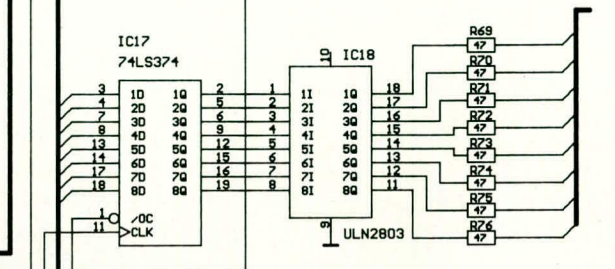 IC17
74LS374
3 1D 1Q 2
4 2D 2Q 5
7 3D 3Q 6
8 4D 4Q 9
13 5D 5Q 12
14 6D 6Q 15
17 7D 7Q 16
18 8D 8Q 19
1 /OC
11 CLK
10 IC18
1 1I 1Q 18
2 2I 2Q 17
3 3I 3Q 16
4 4I 4Q 15
5 5I 5Q 14
6 6I 6Q 13
7 7I 7Q 12
8 8I 8Q 11
9 ULN2803
R69
47
R70
47
R71
47
R72
47
R73
47
R74
47
R75
47
R76
47